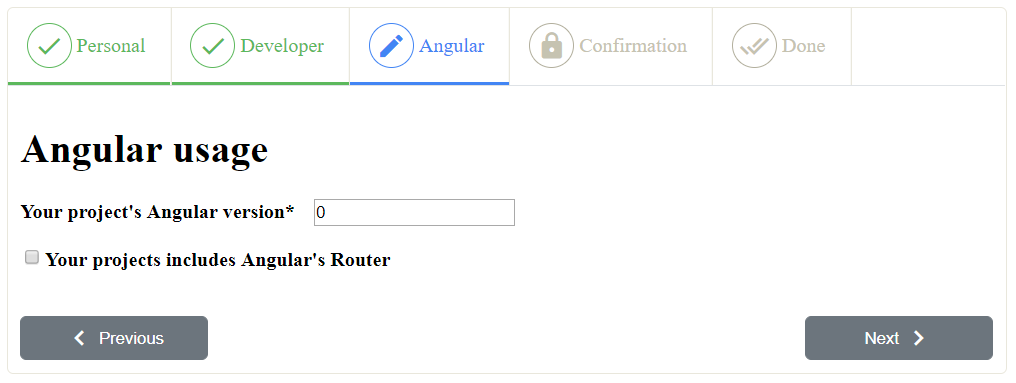 Personal Developer Angular Confirmation Done
Angular usage
Your project's Angular version* 0
Your projects includes Angular's Router
Previous Next